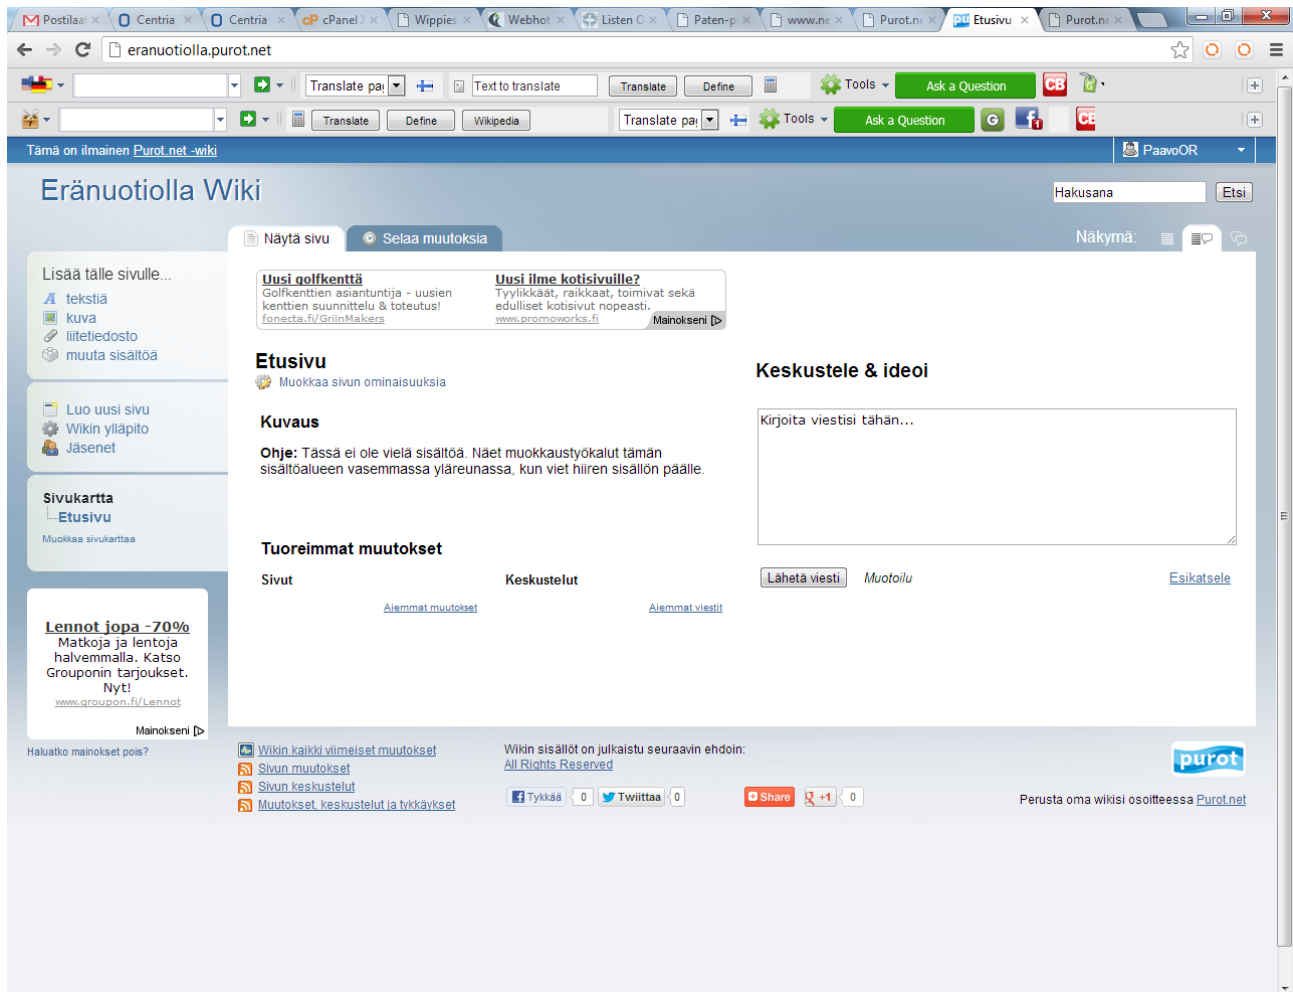 Postilaa
Centria
Centria
cP cPanel
Wippies
Webhot
Listen O
Paten-p
www.ne
Purot.ne
pu Etusivu
Purot.ne
eranuotiolla.purot.net
Translate pag
Text to translate
Translate
Define
Tools
Ask a Question
CB
G
Translate
Define
Wikipedia
Translate pag
Tools
Ask a Question
G
f 1
Tämä on ilmainen Purot.net -wiki
PaavoOR
Eränuotiolla Wiki
Hakusana
Etsi
Näytä sivu
Selaa muutoksia
Näkymä:
Lisää tälle sivulle...
tekstiä
kuva
liitetiedosto
muuta sisältöä
Luo uusi sivu
Wikin ylläpito
Jäsenet
Sivukartta
Etusivu
Muokkaa sivukarttaa
Lennot jopa -70%
Matkoja ja lentoja
halvemmalla. Katso
Grouponin tarjoukset.
Nyt!
www.groupon.fi/Lennot
Mainokseni
Haluatko mainokset pois?
Uusi golfkenttä
Golfkenttien asiantuntija - uusien
kenttien suunnittelu & toteutus!
fonecta.fi/GriinMakers
Uusi ilme kotisivuille?
Tyylikkäät, raikkaat, toimivat sekä
edulliset kotisivut nopeasti.
www.promoworks.fi
Mainokseni
Etusivu
Muokkaa sivun ominaisuuksia
Kuvaus
Ohje: Tässä ei ole vielä sisältöä. Näet muokkaustyökalut tämän
sisältöalueen vasemmassa yläreunassa, kun viet hiiren sisällön päälle.
Tuoreimmat muutokset
Sivut
Keskustelut
Aiemmat muutokset
Aiemmat viestit
Keskustele & ideoi
Kirjoita viestisi tähän...
Lähetä viesti
Muotoilu
Esikatsele
Wikin kaikki viimeiset muutokset
Sivun muutokset
Sivun keskustelut
Muutokset, keskustelut ja tykkäykset
Wikin sisällöt on julkaistu seuraavin ehdoin:
All Rights Reserved
Tykkää 0
Twiittaa 0
Share
+1 0
purot
Perusta oma wikisi osoitteessa Purot.net